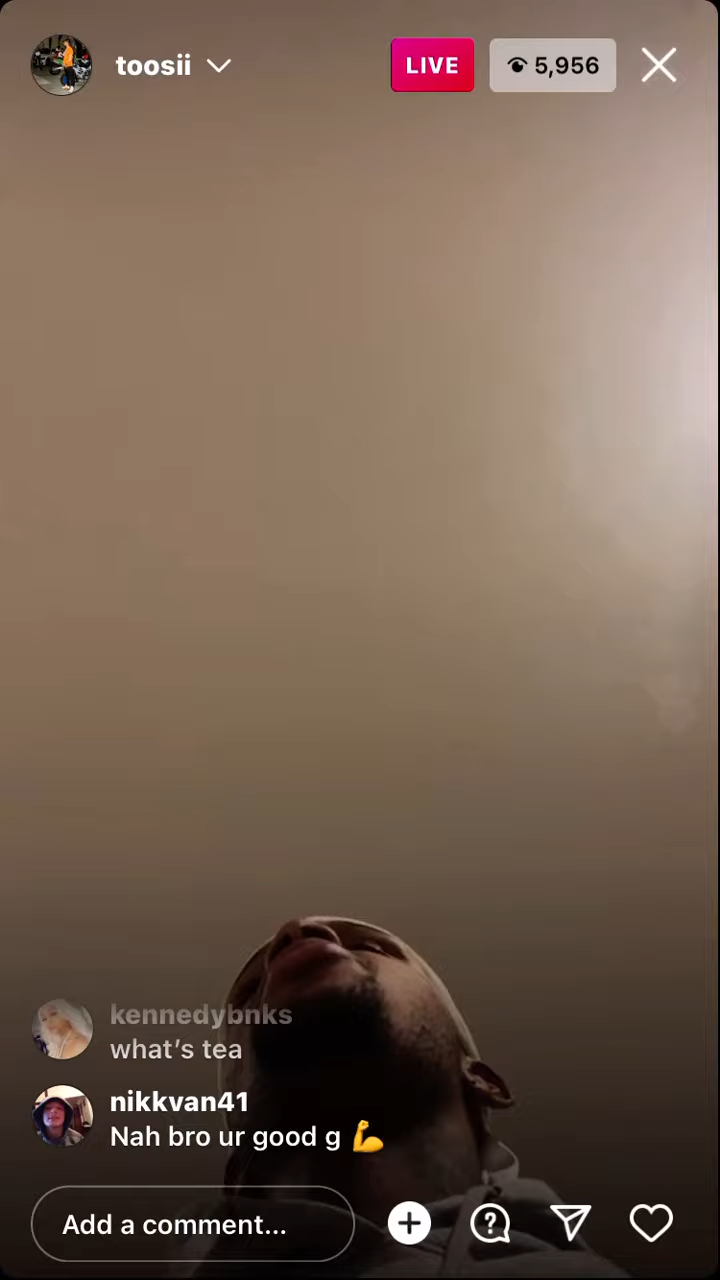 toosii
LIVE
5,956
kennedybnks
what's tea
nikkvan41
Nah bro ur good g 💪
Add a comment...